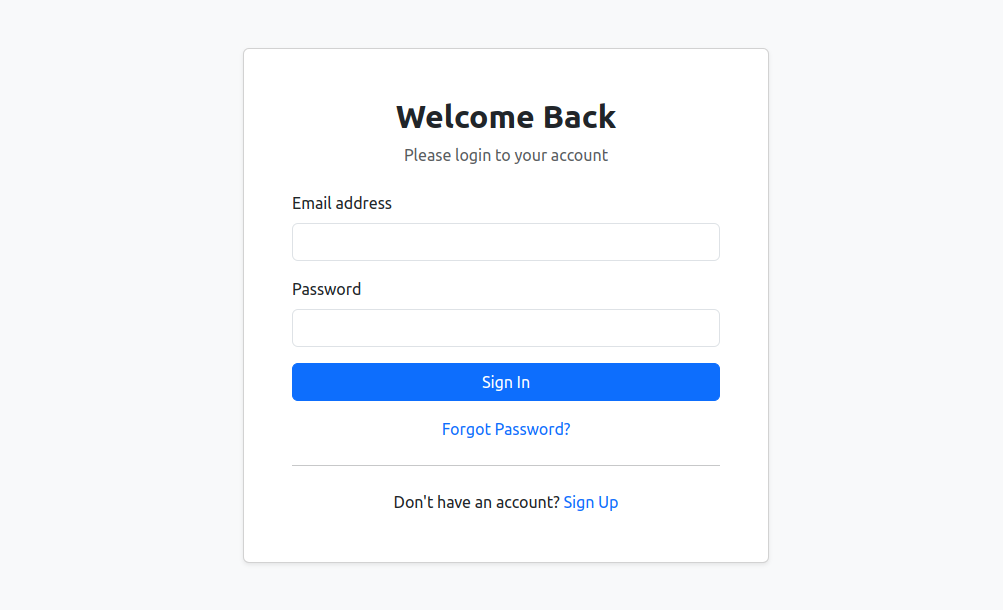 Welcome Back
Please login to your account
Email address
Password
Sign In
Forgot Password?
Don't have an account? Sign Up